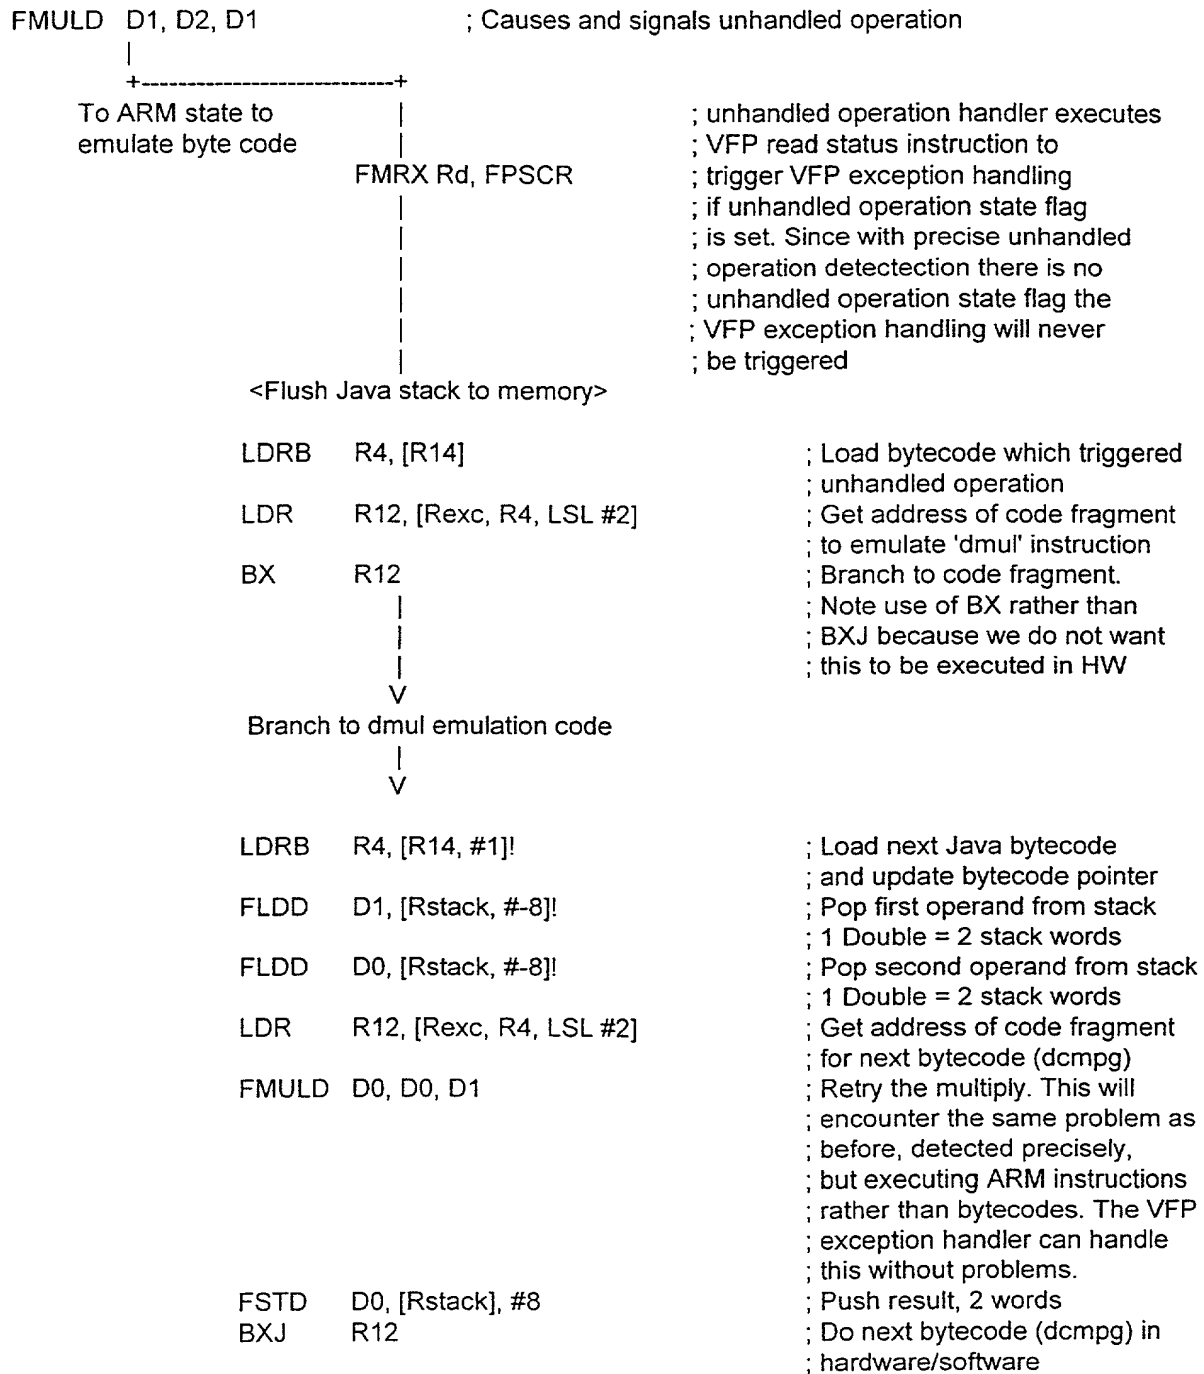 FMULD D1, D2, D1 ; Causes and signals unhandled operation
To ARM state to ; unhandled operation handler executes
emulate byte code ; VFP read status instruction to
FMRX Rd, FPSCR ; trigger VFP exception handling
; if unhandled operation state flag
; is set. Since with precise unhandled
; operation detectection there is no
; unhandled operation state flag the
; VFP exception handling will never
; be triggered
<Flush Java stack to memory>
LDRB R4, [R14] ; Load bytecode which triggered
; unhandled operation
LDR R12, [Rexc, R4, LSL #2] ; Get address of code fragment
; to emulate 'dmul' instruction
BX R12 ; Branch to code fragment.
; Note use of BX rather than
; BXJ because we do not want
; this to be executed in HW
V
Branch to dmul emulation code
V
LDRB R4, [R14, #1]! ; Load next Java bytecode
; and update bytecode pointer
FLDD D1, [Rstack, #-8]! ; Pop first operand from stack
; 1 Double = 2 stack words
FLDD D0, [Rstack, #-8]! ; Pop second operand from stack
; 1 Double = 2 stack words
LDR R12, [Rexc, R4, LSL #2] ; Get address of code fragment
; for next bytecode (dcmpg)
FMULD D0, D0, D1 ; Retry the multiply. This will
; encounter the same problem as
; before, detected precisely,
; but executing ARM instructions
; rather than bytecodes. The VFP
; exception handler can handle
; this without problems.
FSTD D0, [Rstack], #8 ; Push result, 2 words
BXJ R12 ; Do next bytecode (dcmpg) in
; hardware/software